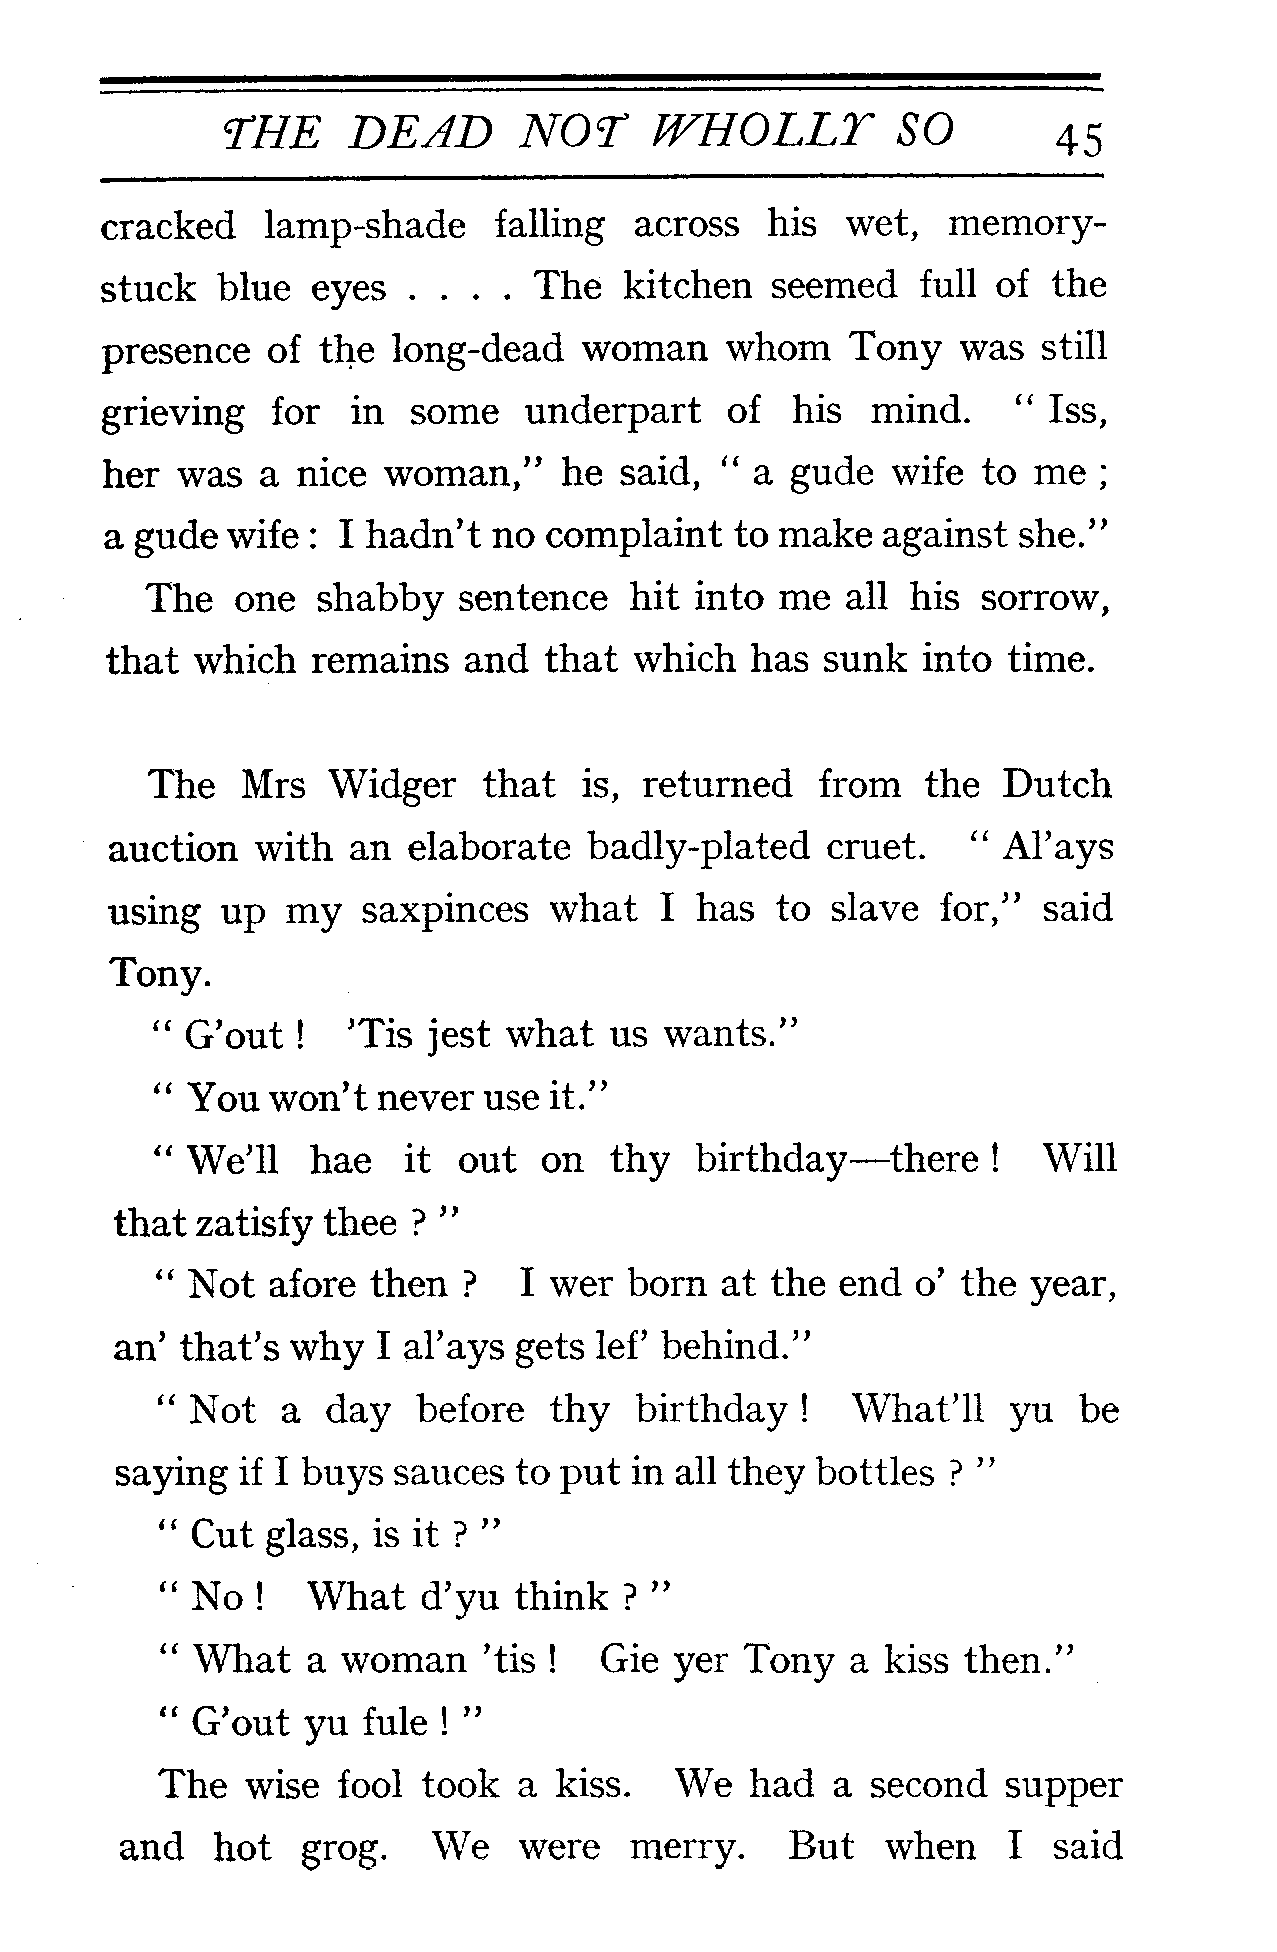 THE DEAD NOT WHOLLY SO 45
cracked lamp-shade falling across his wet, memory-
stuck blue eyes . . . . The kitchen seemed full of the
presence of the long-dead woman whom Tony was still
grieving for in some underpart of his mind. “ Iss,
her was a nice woman,” he said, “ a gude wife to me ;
a gude wife : I hadn’t no complaint to make against she.”
The one shabby sentence hit into me all his sorrow,
that which remains and that which has sunk into time.
The Mrs Widger that is, returned from the Dutch
auction with an elaborate badly-plated cruet. “ Al’ays
using up my saxpinces what I has to slave for,” said
Tony.
“ G’out ! ’Tis jest what us wants.”
“ You won’t never use it.”
“ We’ll hae it out on thy birthday—there ! Will
that zatisfy thee ? ”
“ Not afore then ? I wer born at the end o’ the year,
an’ that’s why I al’ays gets lef’ behind.”
“ Not a day before thy birthday ! What’ll yu be
saying if I buys sauces to put in all they bottles ? ”
“ Cut glass, is it ? ”
“ No ! What d’yu think ? ”
“ What a woman ’tis ! Gie yer Tony a kiss then.”
“ G’out yu fule ! ”
The wise fool took a kiss. We had a second supper
and hot grog. We were merry. But when I said